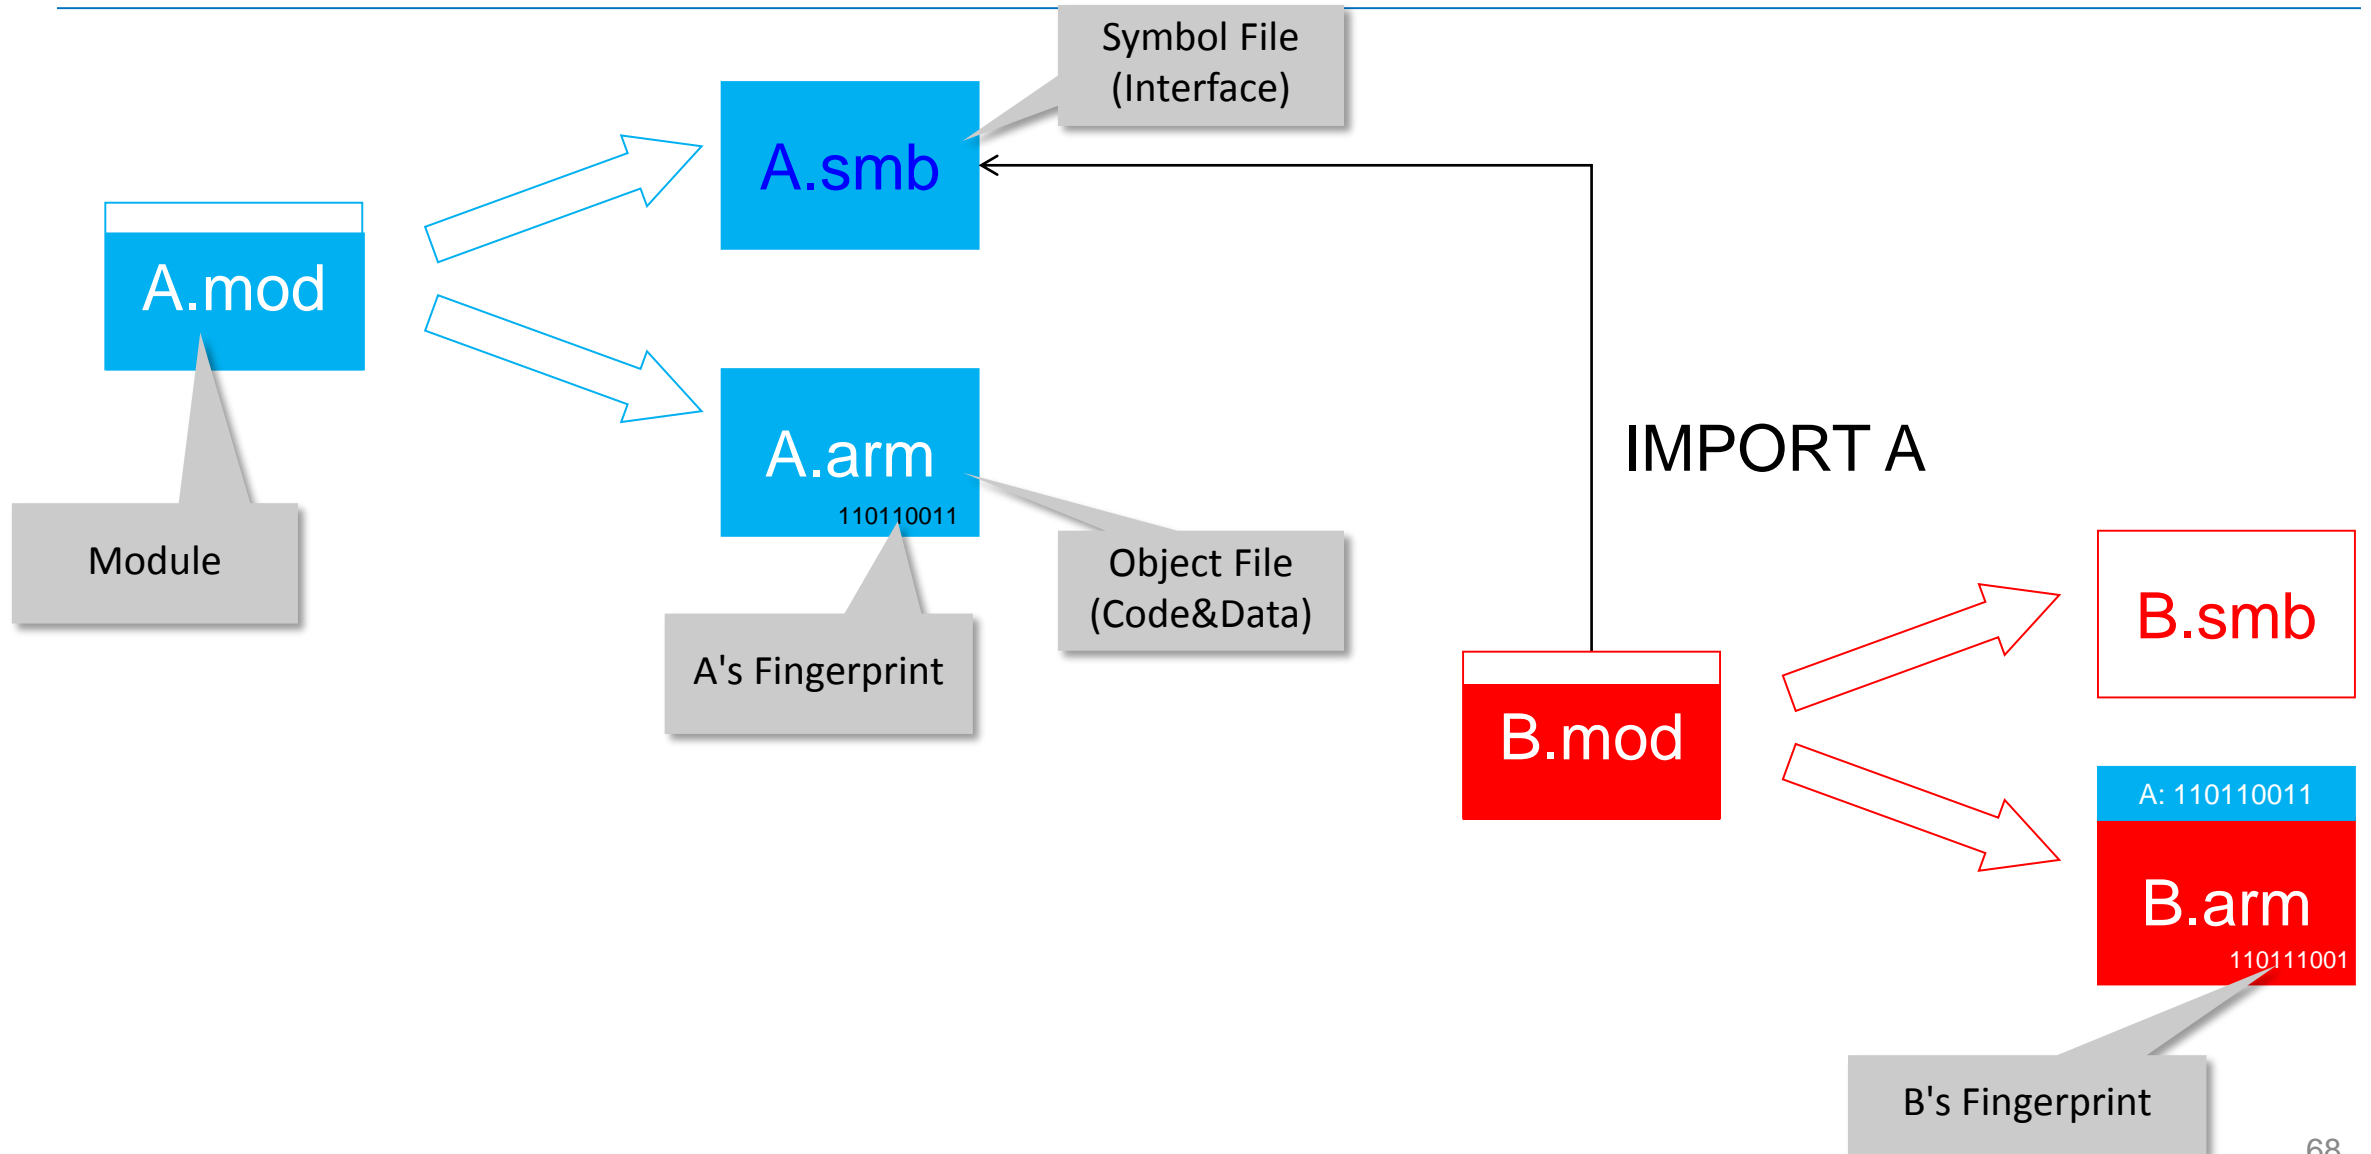 Symbol File
(Interface)
A.smb
A.mod
A.arm
110110011
IMPORT A
Module
Object File
(Code&Data)
A's Fingerprint
B.smb
B.mod
A: 110110011
B.arm
110111001
B's Fingerprint
68